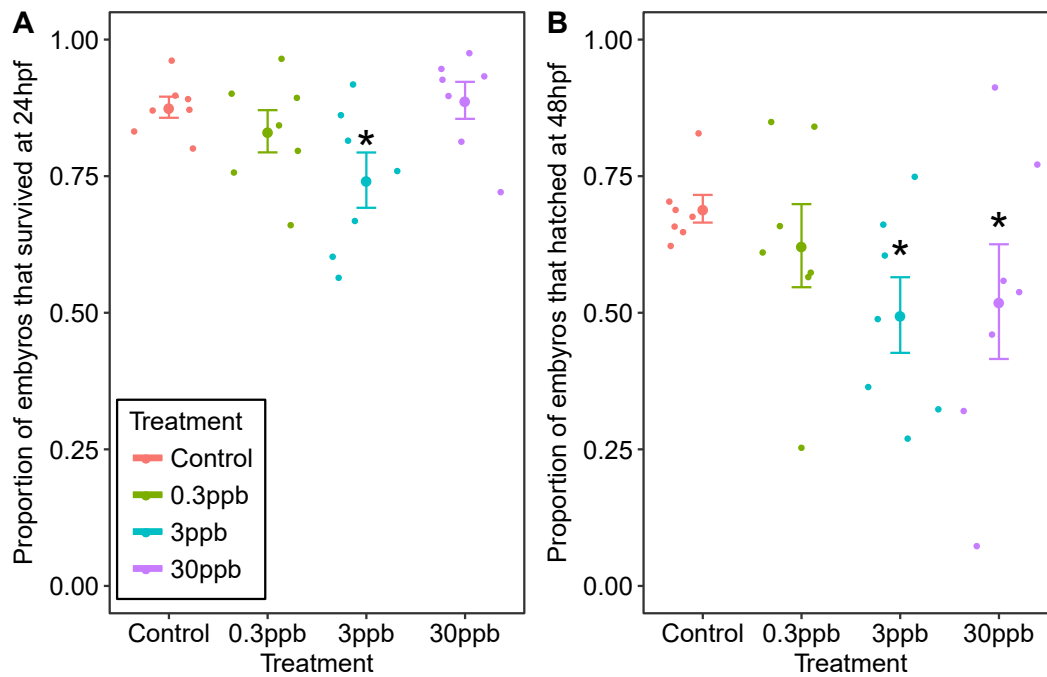 A
Proportion of embyros that survived at 24hpf
1.00
0.75
0.50
0.25
0.00
*
Treatment
Control
0.3ppb
3ppb
30ppb
Control 0.3ppb 3ppb 30ppb
Treatment
B
Proportion of embyros that hatched at 48hpf
1.00
0.75
0.50
0.25
0.00
* *
Control 0.3ppb 3ppb 30ppb
Treatment